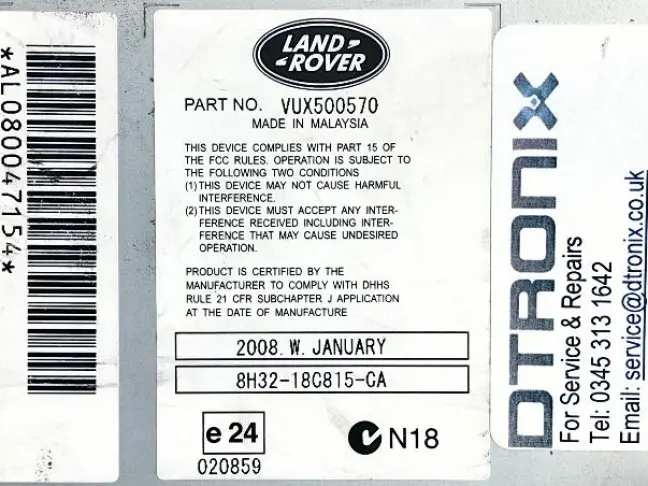 *AL080047154*
LAND-
-ROVER
PART NO. VUX500570
MADE IN MALAYSIA
THIS DEVICE COMPLIES WITH PART 15 OF
THE FCC RULES. OPERATION IS SUBJECT TO
THE FOLLOWING TWO CONDITIONS
(1) THIS DEVICE MAY NOT CAUSE HARMFUL
INTERFERENCE.
(2) THIS DEVICE MUST ACCEPT ANY INTER-
FERENCE RECEIVED INCLUDING INTER-
FERENCE THAT MAY CAUSE UNDESIRED
OPERATION.
PRODUCT IS CERTIFIED BY THE
MANUFACTURER TO COMPLY WITH DHHS
RULE 21 CFR SUBCHAPTER J APPLICATION
AT THE DATE OF MANUFACTURE
2008. W. JANUARY
8H32-18C815-CA
e 24
020859
N18
DTRONIX
For Service & Repairs
Tel: 0345 313 1642
Email: service@dtronix.co.uk